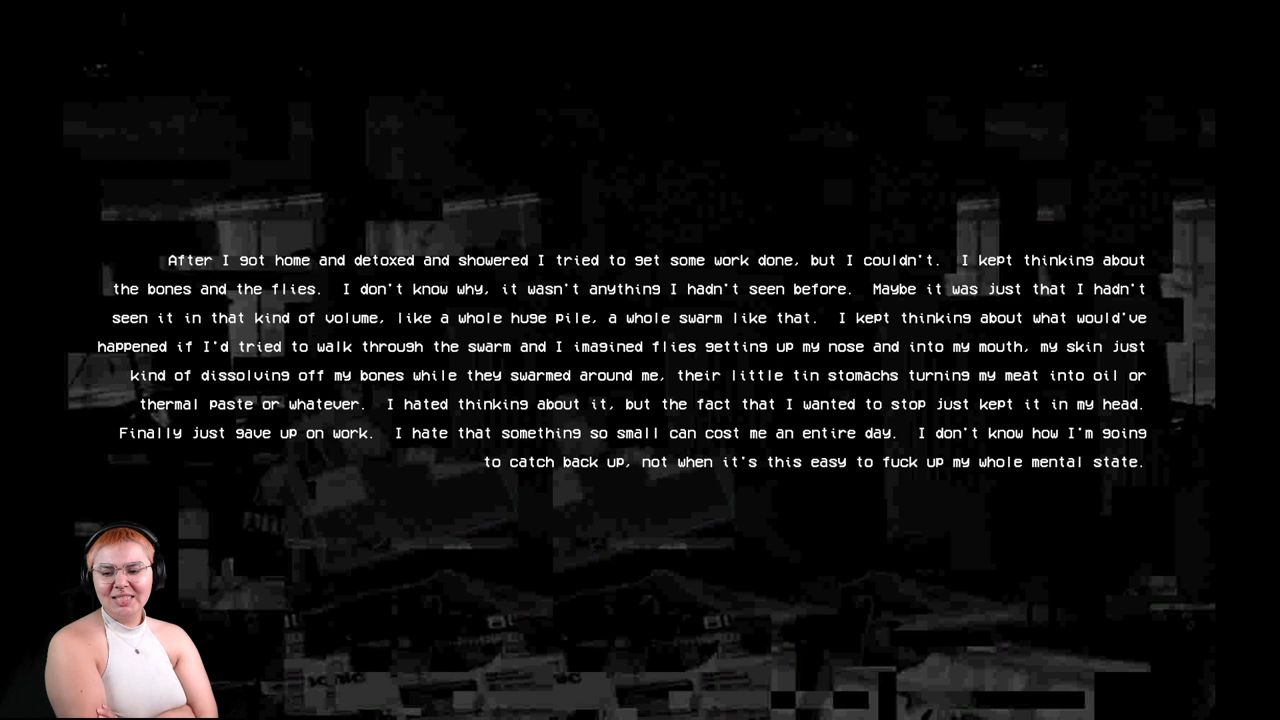 After I got home and detoxed and showered I tried to get some work done, but I couldn't.  I kept thinking about
the bones and the flies.  I don't know why, it wasn't anything I hadn't seen before.  Maybe it was just that I hadn't
seen it in that kind of volume, like a whole huge pile, a whole swarm like that.  I kept thinking about what would've
happened if I'd tried to walk through the swarm and I imagined flies getting up my nose and into my mouth, my skin just
kind of dissolving off my bones while they swarmed around me, their little tin stomachs turning my meat into oil or
thermal paste or whatever.  I hated thinking about it, but the fact that I wanted to stop just kept it in my head.
Finally just gave up on work.  I hate that something so small can cost me an entire day.  I don't know how I'm going
to catch back up, not when it's this easy to fuck up my whole mental state.